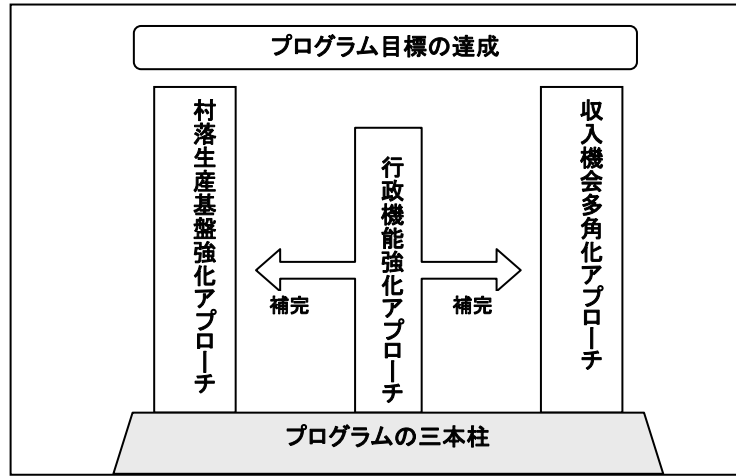 プログラム目標の達成
村落生産基盤強化アプローチ
行政機能強化アプローチ
収入機会多角化アプローチ
補完
補完
プログラムの三本柱